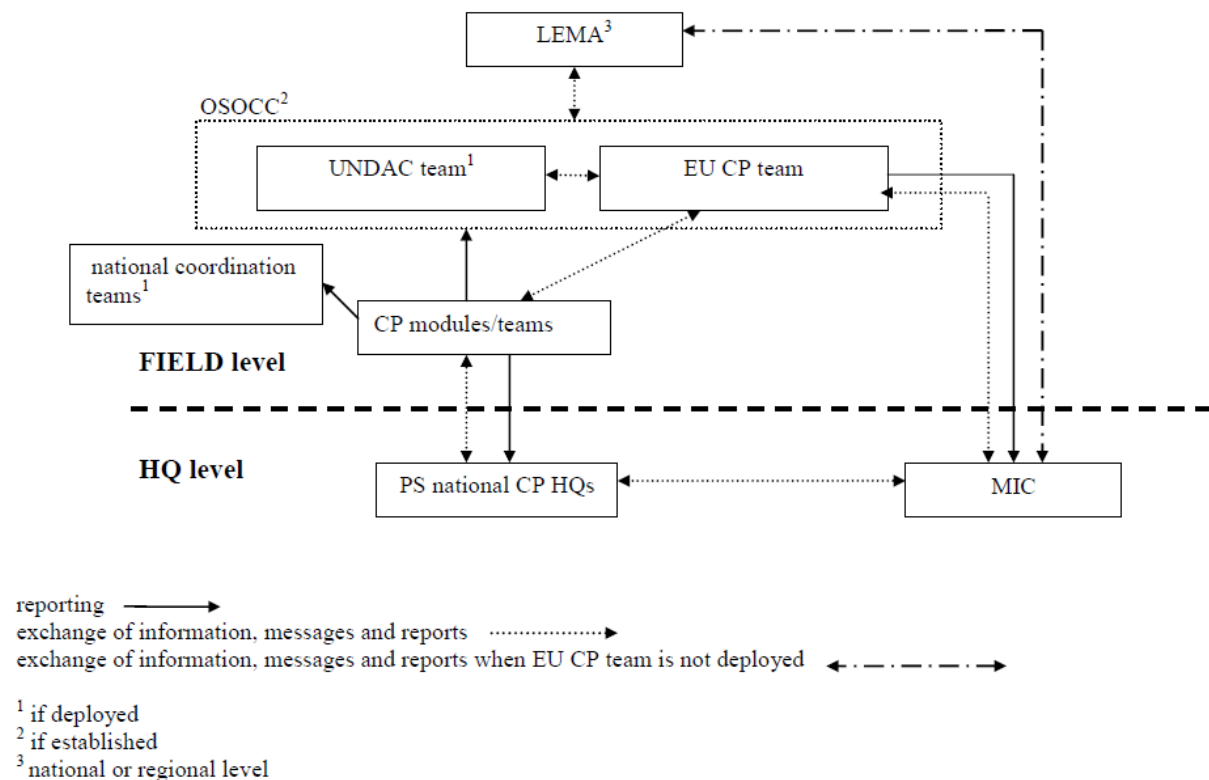 LEMA³
OSOCC²
UNDAC team¹
EU CP team
national coordination
teams¹
CP modules/teams
FIELD level
HQ level
PS national CP HQs
MIC
reporting
exchange of information, messages and reports
exchange of information, messages and reports when EU CP team is not deployed
¹ if deployed
² if established
³ national or regional level